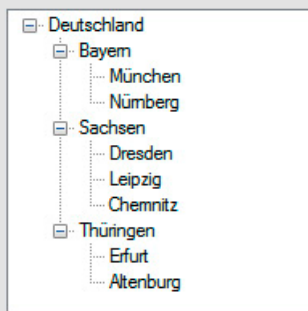 Deutschland
Bayern
München
Nürnberg
Sachsen
Dresden
Leipzig
Chemnitz
Thüringen
Erfurt
Altenburg